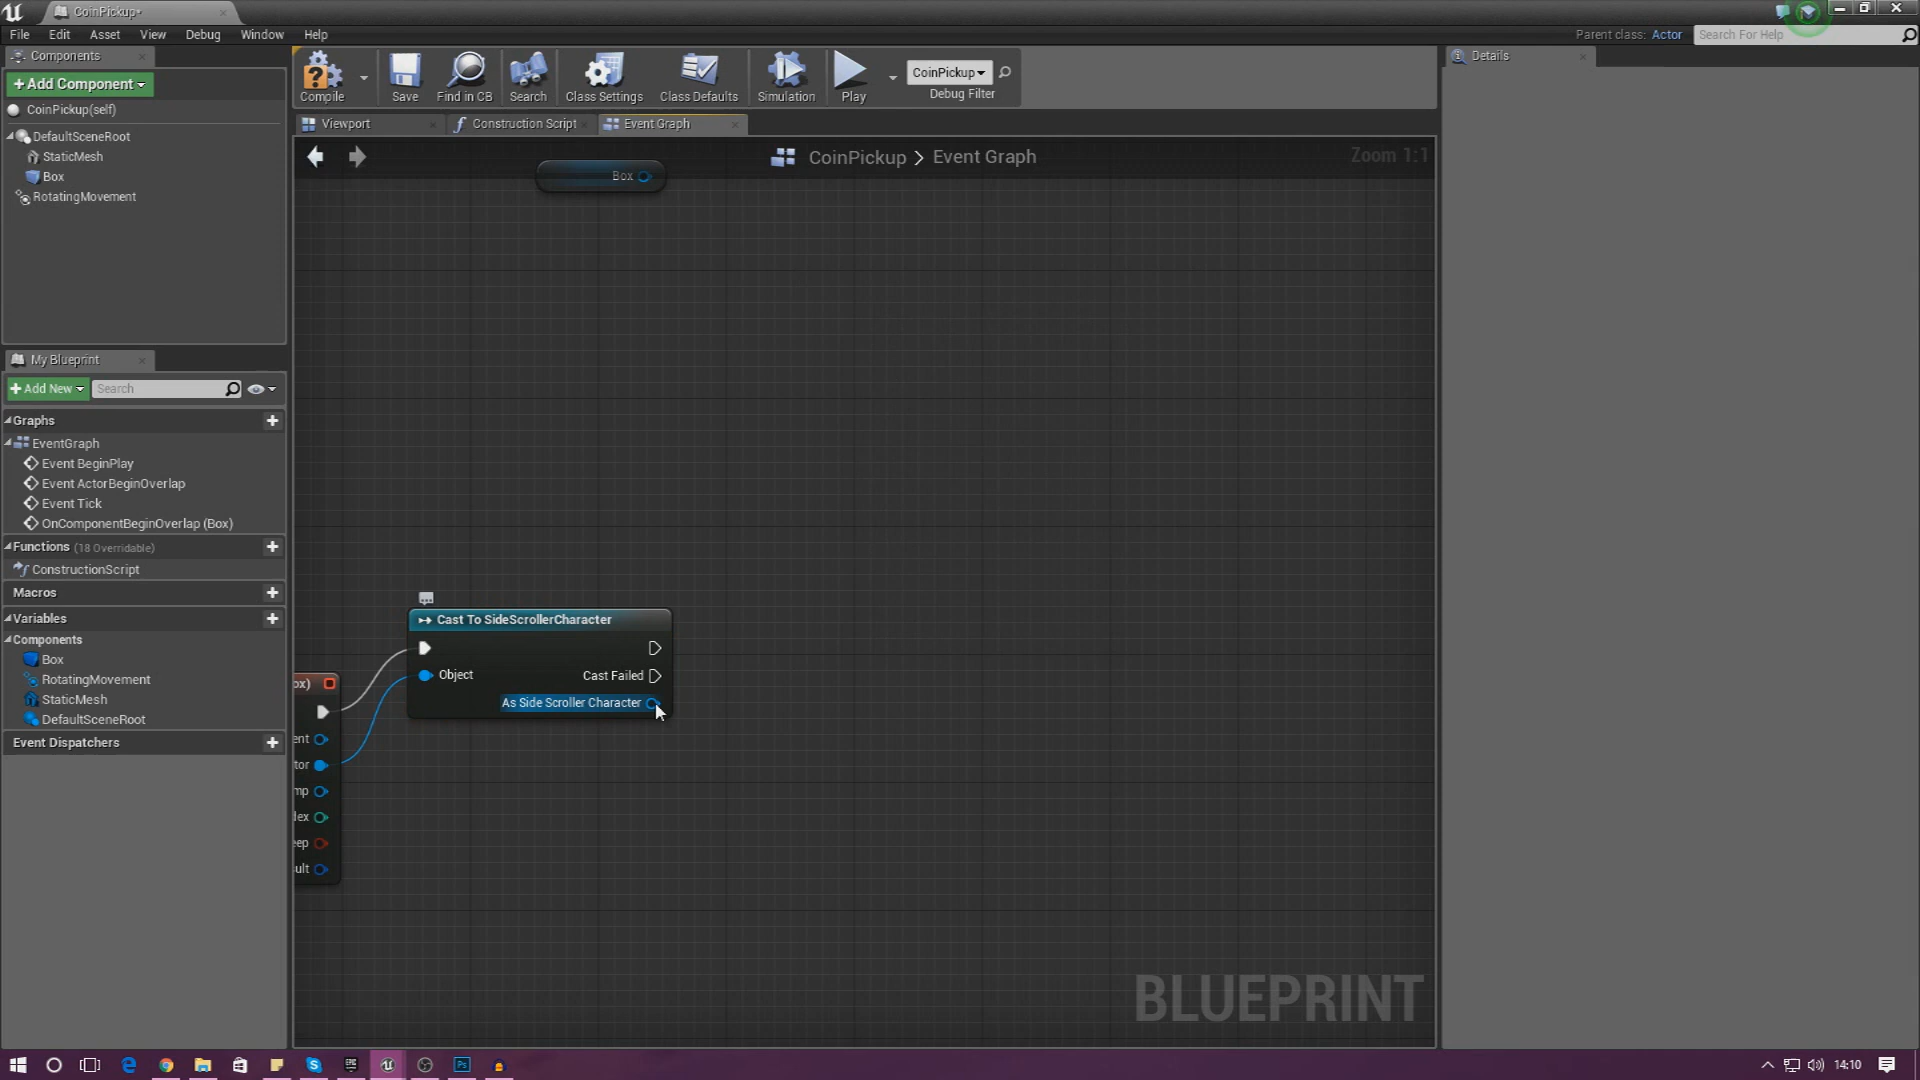 CoinPickup*
File Edit Asset View Debug Window Help
Parent class: Actor
Search For Help
Components
+Add Component
CoinPickup(self)
DefaultSceneRoot
StaticMesh
Box
RotatingMovement
Compile
Save
Find in CB
Search
Class Settings
Class Defaults
Simulation
Play
CoinPickup
Debug Filter
Details
Viewport
Construction Script
Event Graph
CoinPickup > Event Graph
Zoom 1:1
Box
My Blueprint
+Add New
Search
Graphs
EventGraph
Event BeginPlay
Event ActorBeginOverlap
Event Tick
OnComponentBeginOverlap (Box)
Functions (18 Overridable)
ConstructionScript
Macros
Variables
Components
Box
RotatingMovement
StaticMesh
DefaultSceneRoot
Event Dispatchers
Cast To SideScrollerCharacter
Object
Cast Failed
As Side Scroller Character
ox)
ent
tor
mp
dex
eep
ult
BLUEPRINT
EPIC
Ps
14:10